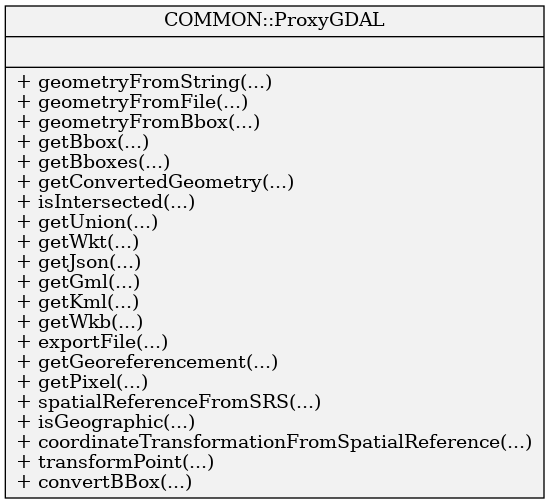 COMMON::ProxyGDAL
+ geometryFromString(...)
+ geometryFromFile(...)
+ geometryFromBbox(...)
+ getBbox(...)
+ getBboxes(...)
+ getConvertedGeometry(...)
+ isIntersected(...)
+ getUnion(...)
+ getWkt(...)
+ getJson(...)
+ getGml(...)
+ getKml(...)
+ getWkb(...)
+ exportFile(...)
+ getGeoreferencement(...)
+ getPixel(...)
+ spatialReferenceFromSRS(...)
+ isGeographic(...)
+ coordinateTransformationFromSpatialReference(...)
+ transformPoint(...)
+ convertBBox(...)